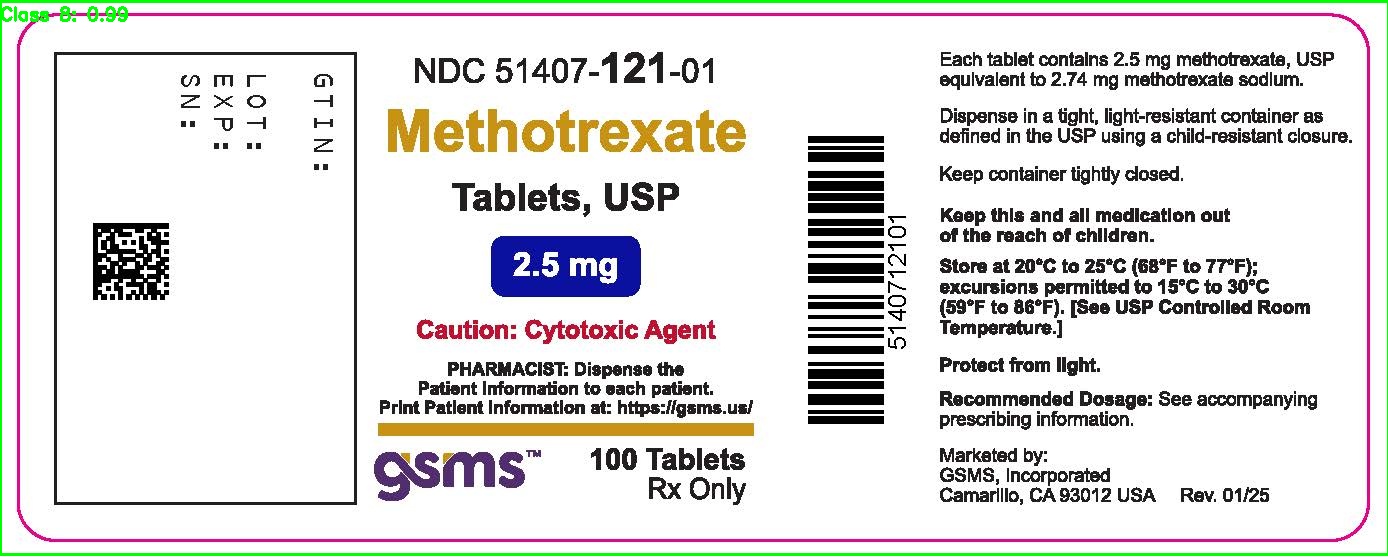 Class 8: 0.99
GTIN:
LOT:
EXP:
SN:
NDC 51407-121-01
Methotrexate
Tablets, USP
2.5 mg
Caution: Cytotoxic Agent
PHARMACIST: Dispense the
Patient Information to each patient.
Print Patient Information at: https://gsms.us/
gsms™
100 Tablets
Rx Only
5140712101
Each tablet contains 2.5 mg methotrexate, USP
equivalent to 2.74 mg methotrexate sodium.
Dispense in a tight, light-resistant container as
defined in the USP using a child-resistant closure.
Keep container tightly closed.
Keep this and all medication out
of the reach of children.
Store at 20°C to 25°C (68°F to 77°F);
excursions permitted to 15°C to 30°C
(59°F to 86°F). [See USP Controlled Room
Temperature.]
Protect from light.
Recommended Dosage: See accompanying
prescribing information.
Marketed by:
GSMS, Incorporated
Camarillo, CA 93012 USA Rev. 01/25